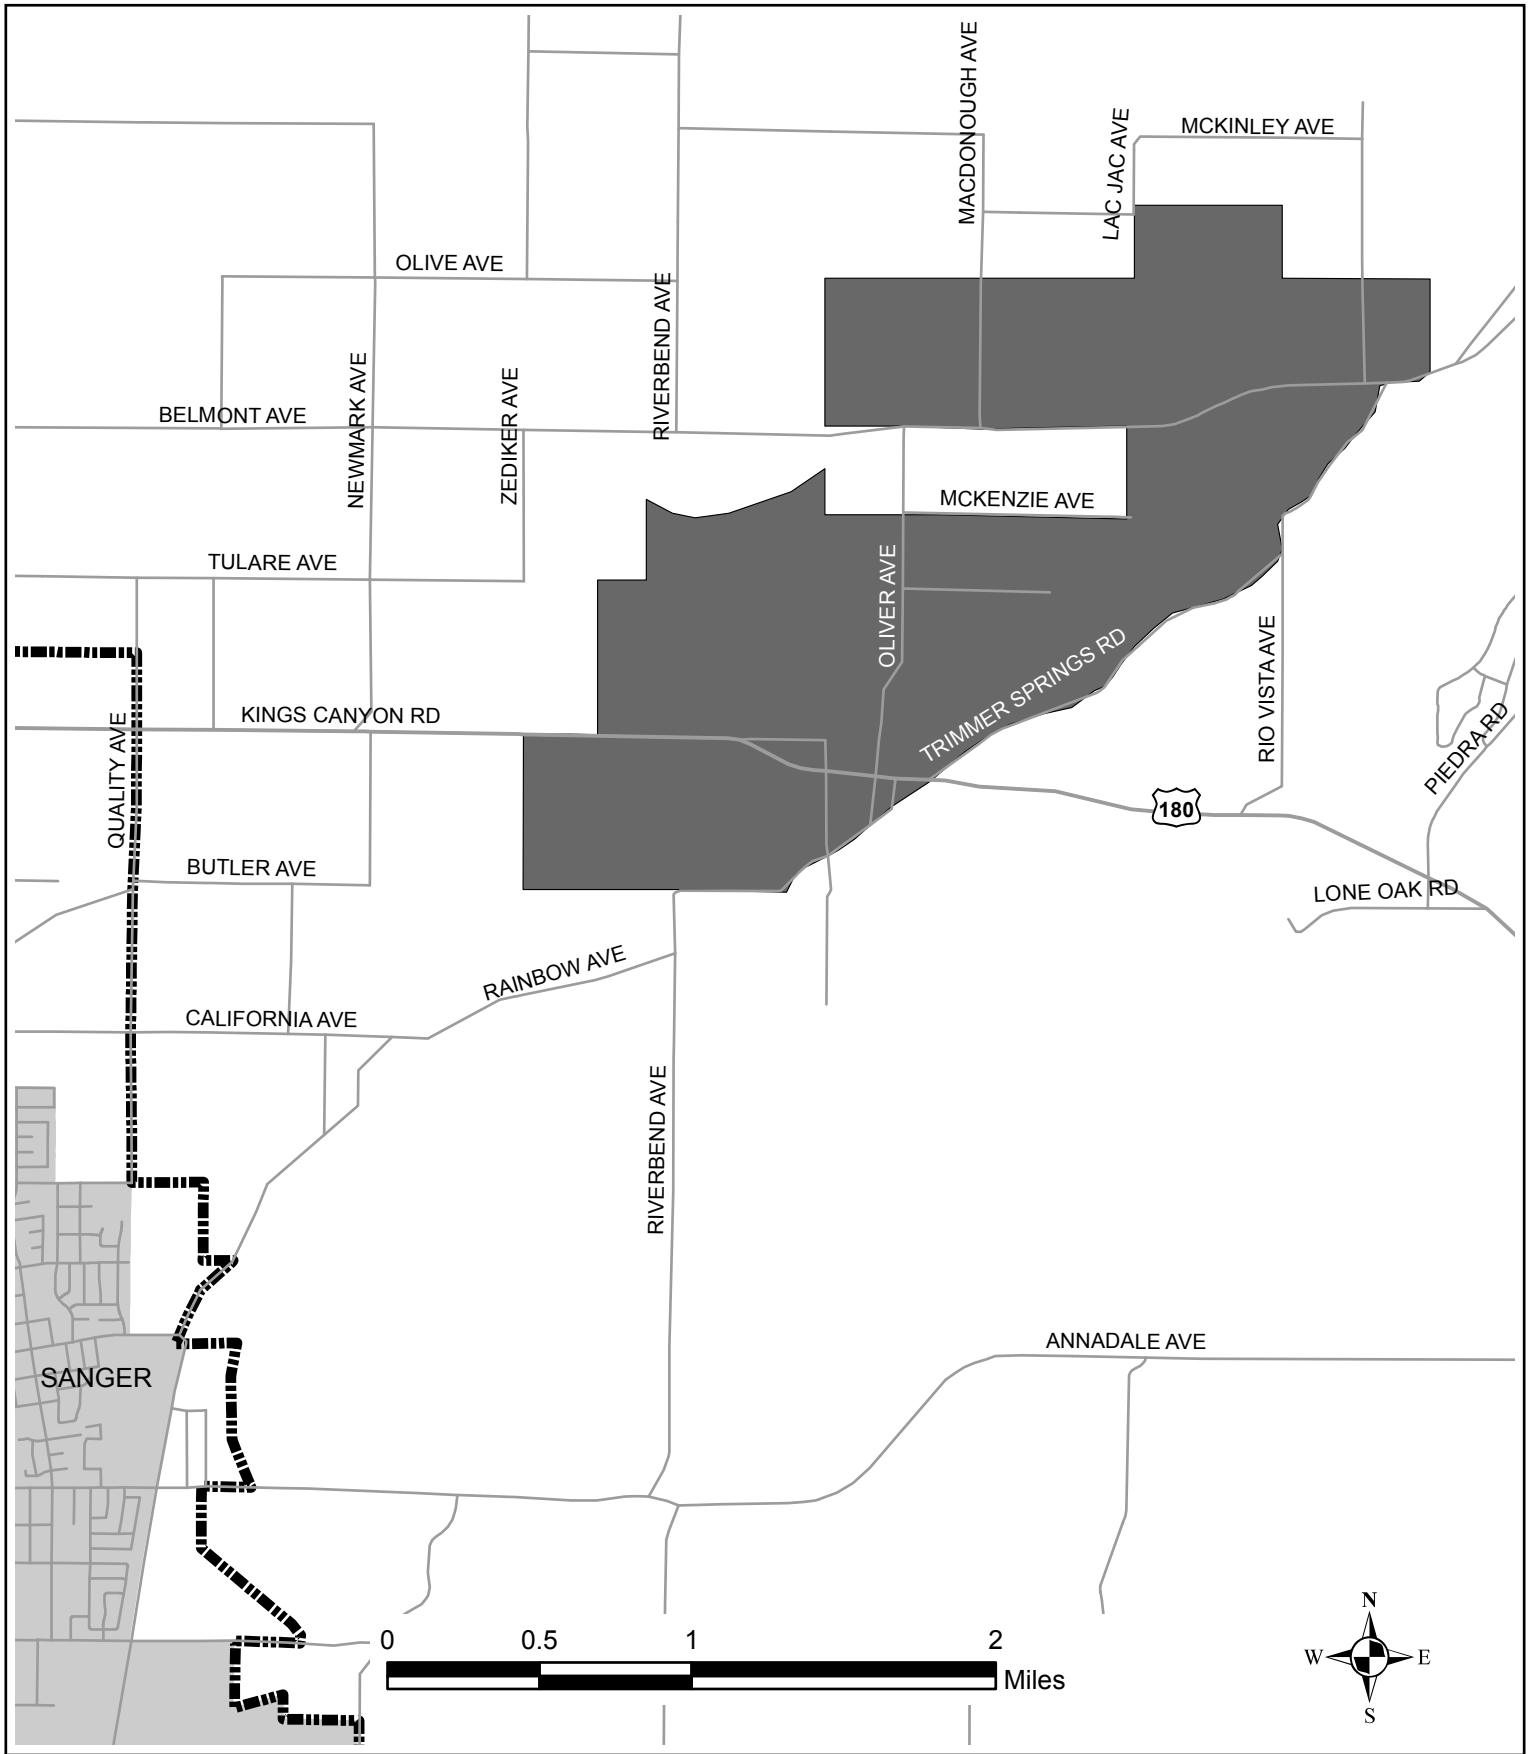 MACDONOUGH AVE
LAC JAC AVE
MCKINLEY AVE
OLIVE AVE
RIVERBEND AVE
NEWMARK AVE
ZEDIKER AVE
BELMONT AVE
MCKENZIE AVE
TULARE AVE
OLIVER AVE
TRIMMER SPRINGS RD
RIO VISTA AVE
KINGS CANYON RD
QUALITY AVE
PIEDRA RD
180
BUTLER AVE
LONE OAK RD
RAINBOW AVE
CALIFORNIA AVE
RIVERBEND AVE
ANNADALE AVE
SANGER
N
W E
S
0 0.5 1 2
Miles